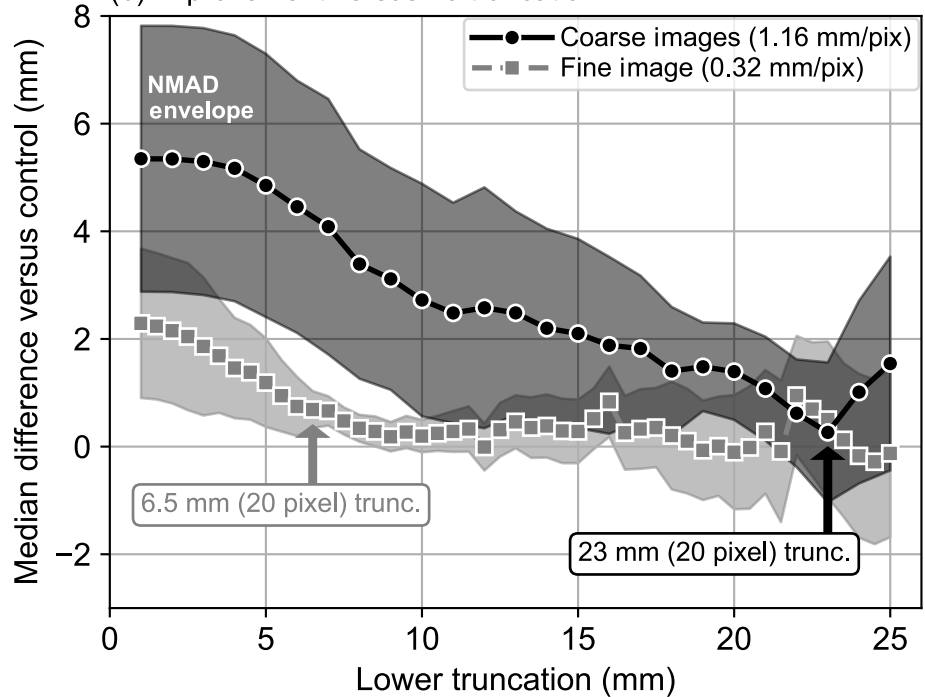 8
6
4
2
0
−2
Median difference versus control (mm)
Coarse images (1.16 mm/pix)
Fine image (0.32 mm/pix)
NMAD
envelope
6.5 mm (20 pixel) trunc.
23 mm (20 pixel) trunc.
0 5 10 15 20 25
Lower truncation (mm)